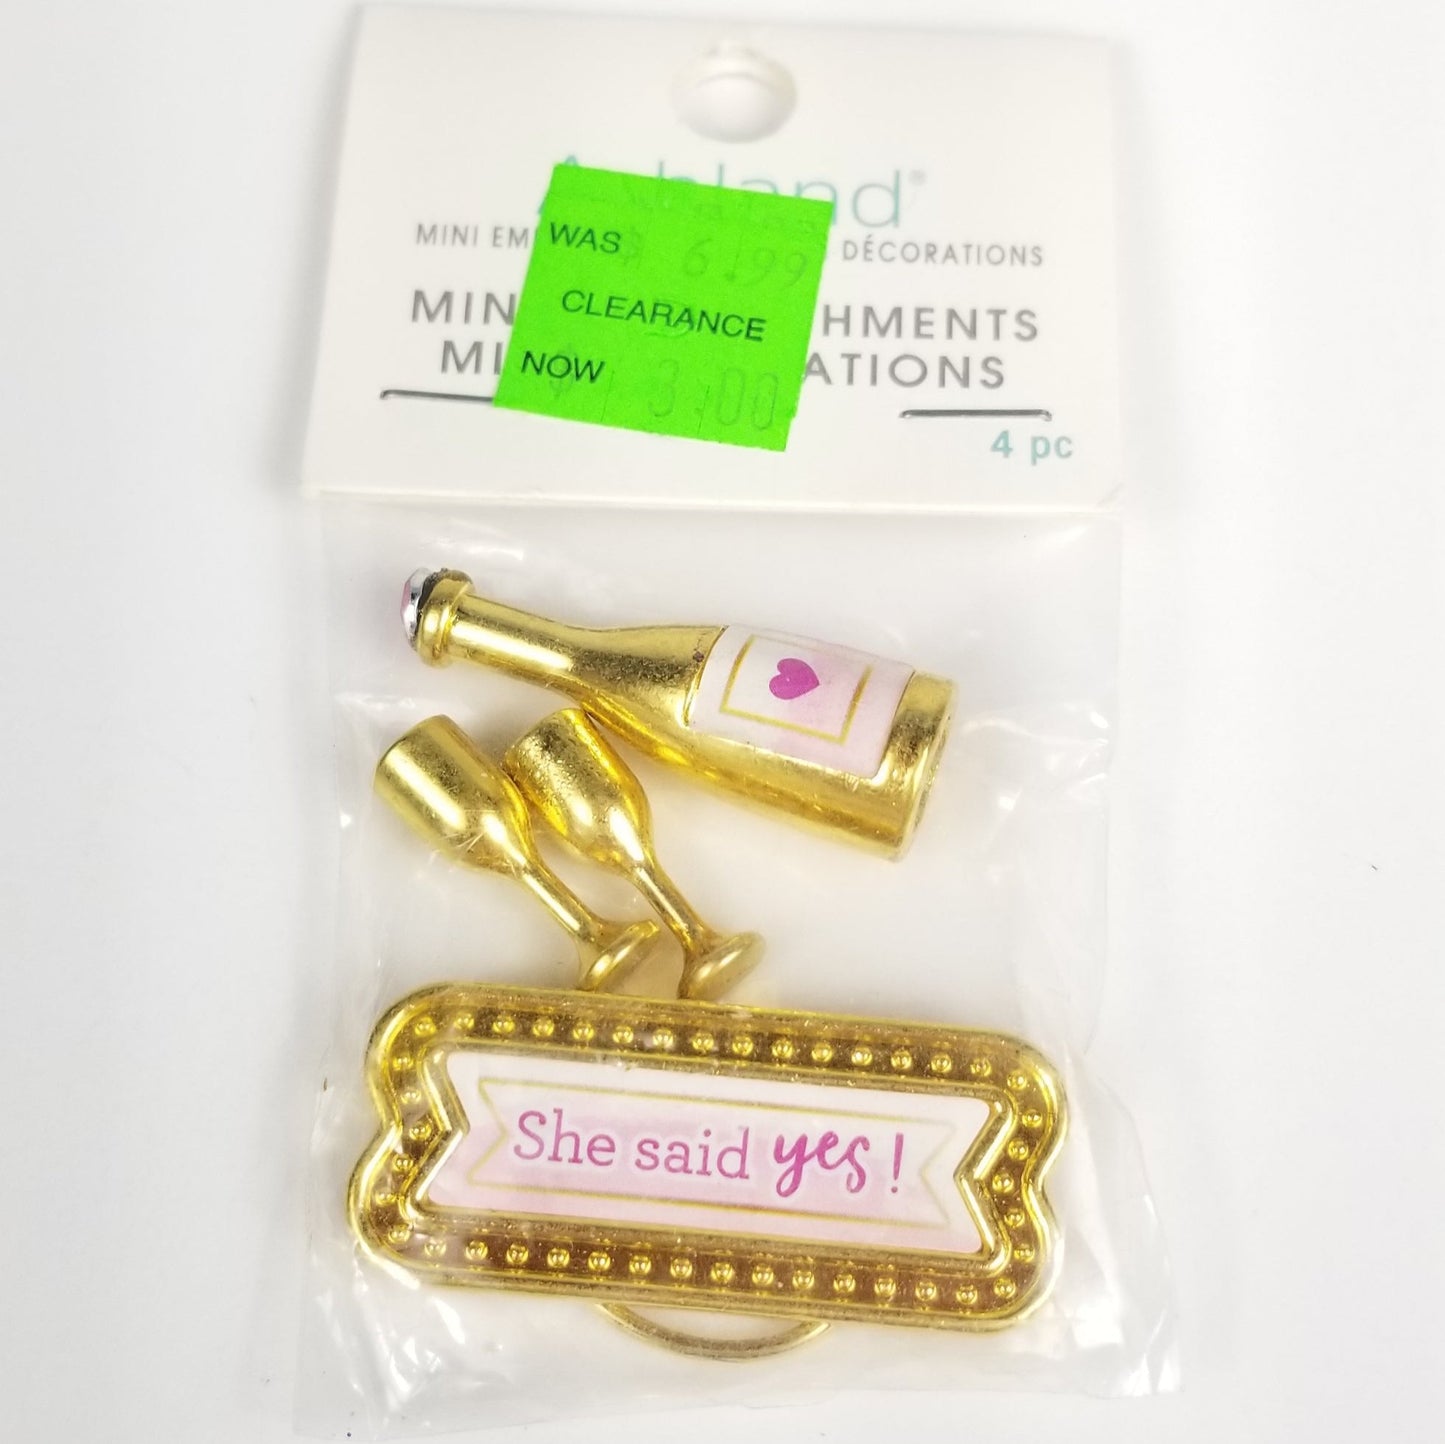 WAS $ 6.99
CLEARANCE
NOW $ 3.00
MINI EM DÉCORATIONS
MIN HMENTS
MI ATIONS
4 pc
She said yes!